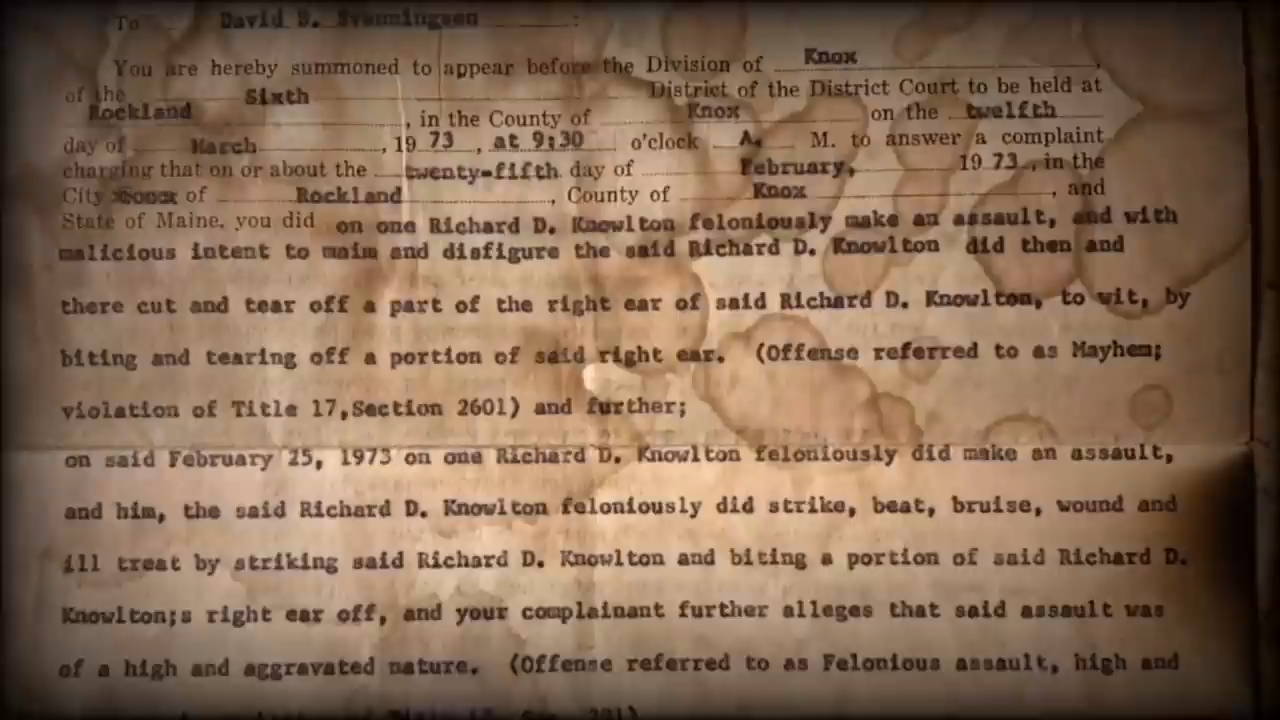 To David S. Svenningsen :
You are hereby summoned to appear before the Division of Knox ,
of the Sixth District of the District Court to be held at
Rockland , in the County of Knox on the twelfth
day of March , 19 73 , at 9:30 o'clock A. M. to answer a complaint
charging that on or about the twenty-fifth day of February, 19 73 , in the
City of Rockland , County of Knox , and
State of Maine, you did on one Richard D. Knowlton feloniously make an assault, and with
malicious intent to maim and disfigure the said Richard D. Knowlton did then and
there cut and tear off a part of the right ear of said Richard D. Knowlton, to wit, by
biting and tearing off a portion of said right ear. (Offense referred to as Mayhem;
violation of Title 17,Section 2601) and further;
on said February 25, 1973 on one Richard D. Knowlton feloniously did make an assault,
and him, the said Richard D. Knowlton feloniously did strike, beat, bruise, wound and
ill treat by striking said Richard D. Knowlton and biting a portion of said Richard D.
Knowlton;s right ear off, and your complainant further alleges that said assault was
of a high and aggravated nature. (Offense referred to as Felonious assault, high and